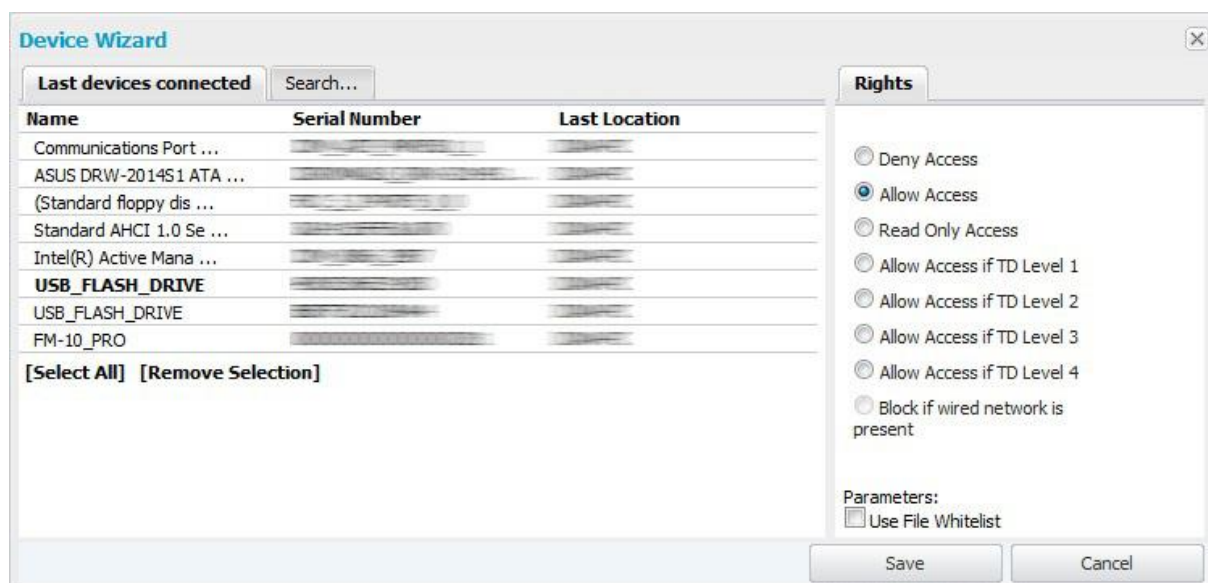 Device Wizard
Last devices connected Search... Rights
Name Serial Number Last Location
Communications Port ...
ASUS DRW-2014S1 ATA ...
(Standard floppy dis ...
Standard AHCI 1.0 Se ...
Intel(R) Active Mana ...
USB_FLASH_DRIVE
USB_FLASH_DRIVE
FM-10_PRO
[Select All] [Remove Selection]
Deny Access
Allow Access
Read Only Access
Allow Access if TD Level 1
Allow Access if TD Level 2
Allow Access if TD Level 3
Allow Access if TD Level 4
Block if wired network is
present
Parameters:
Use File Whitelist
Save Cancel